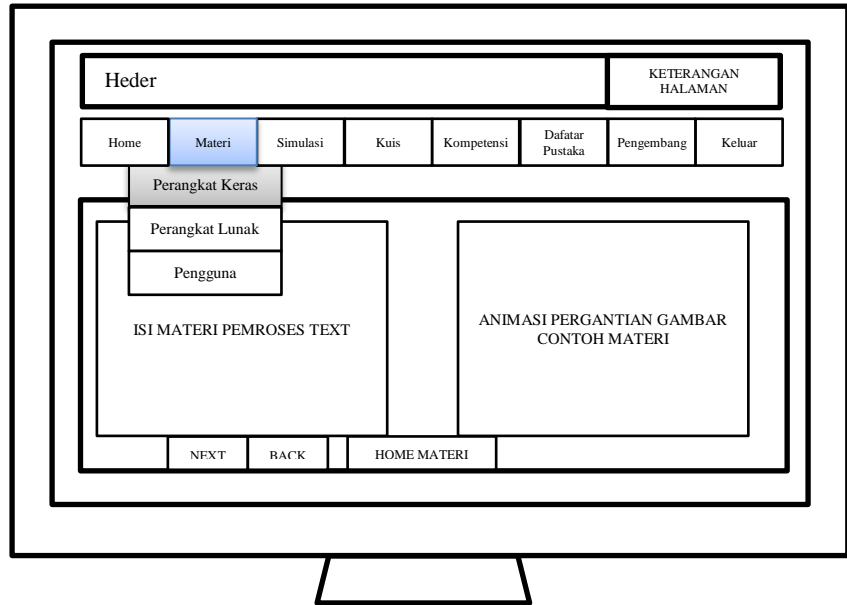 Heder
KETERANGAN
HALAMAN
Home
Materi
Simulasi
Kuis
Kompetensi
Dafatar
Pustaka
Pengembang
Keluar
Perangkat Keras
Perangkat Lunak
Pengguna
ISI MATERI PEMROSES TEXT
ANIMASI PERGANTIAN GAMBAR
CONTOH MATERI
NEXT
BACK
HOME MATERI